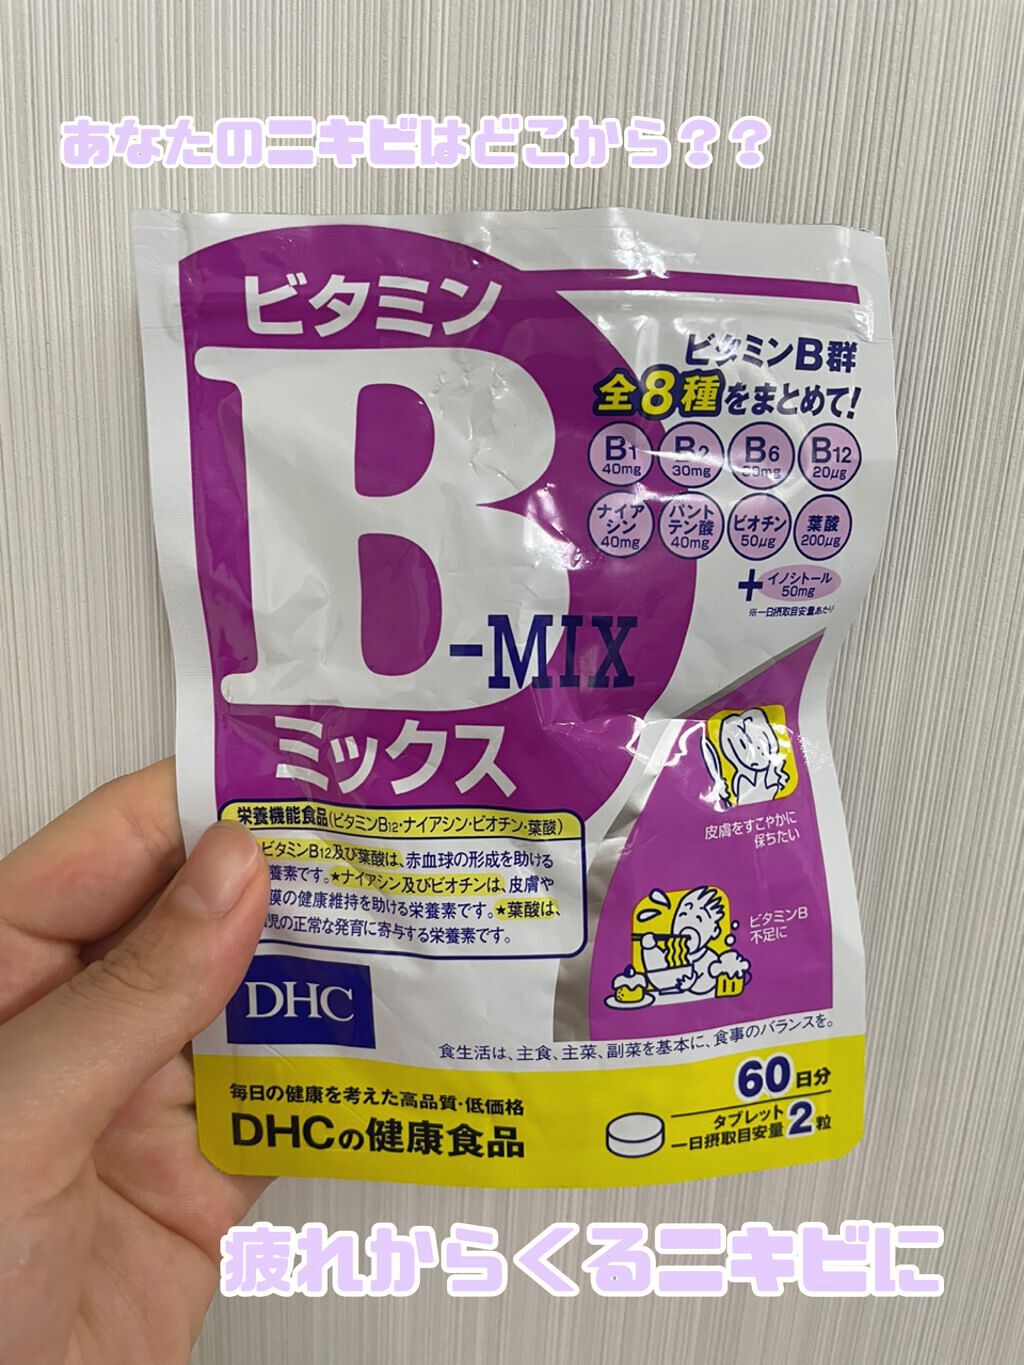 あなたのニキビはどこから？？
ビタミン
B
-MIX
ミックス
ビタミンB群
全8種をまとめて!
B1 40mg
B2 30mg
B6 30mg
B12 20μg
ナイアシン 40mg
パントテン酸 40mg
ビオチン 50μg
葉酸 200μg
+イノシトール 50mg
※一日摂取目安量あたり
皮膚をすこやかに
保ちたい
ビタミンB
不足に
栄養機能食品(ビタミンB12・ナイアシン・ビオチン・葉酸)
ビタミンB12及び葉酸は、赤血球の形成を助ける
養素です。★ナイアシン及びビオチンは、皮膚や
膜の健康維持を助ける栄養素です。★葉酸は、
児の正常な発育に寄与する栄養素です。
DHC
食生活は、主食、主菜、副菜を基本に、食事のバランスを。
毎日の健康を考えた高品質・低価格
DHCの健康食品
60日分
タブレット
一日摂取目安量2粒
疲れからくるニキビに